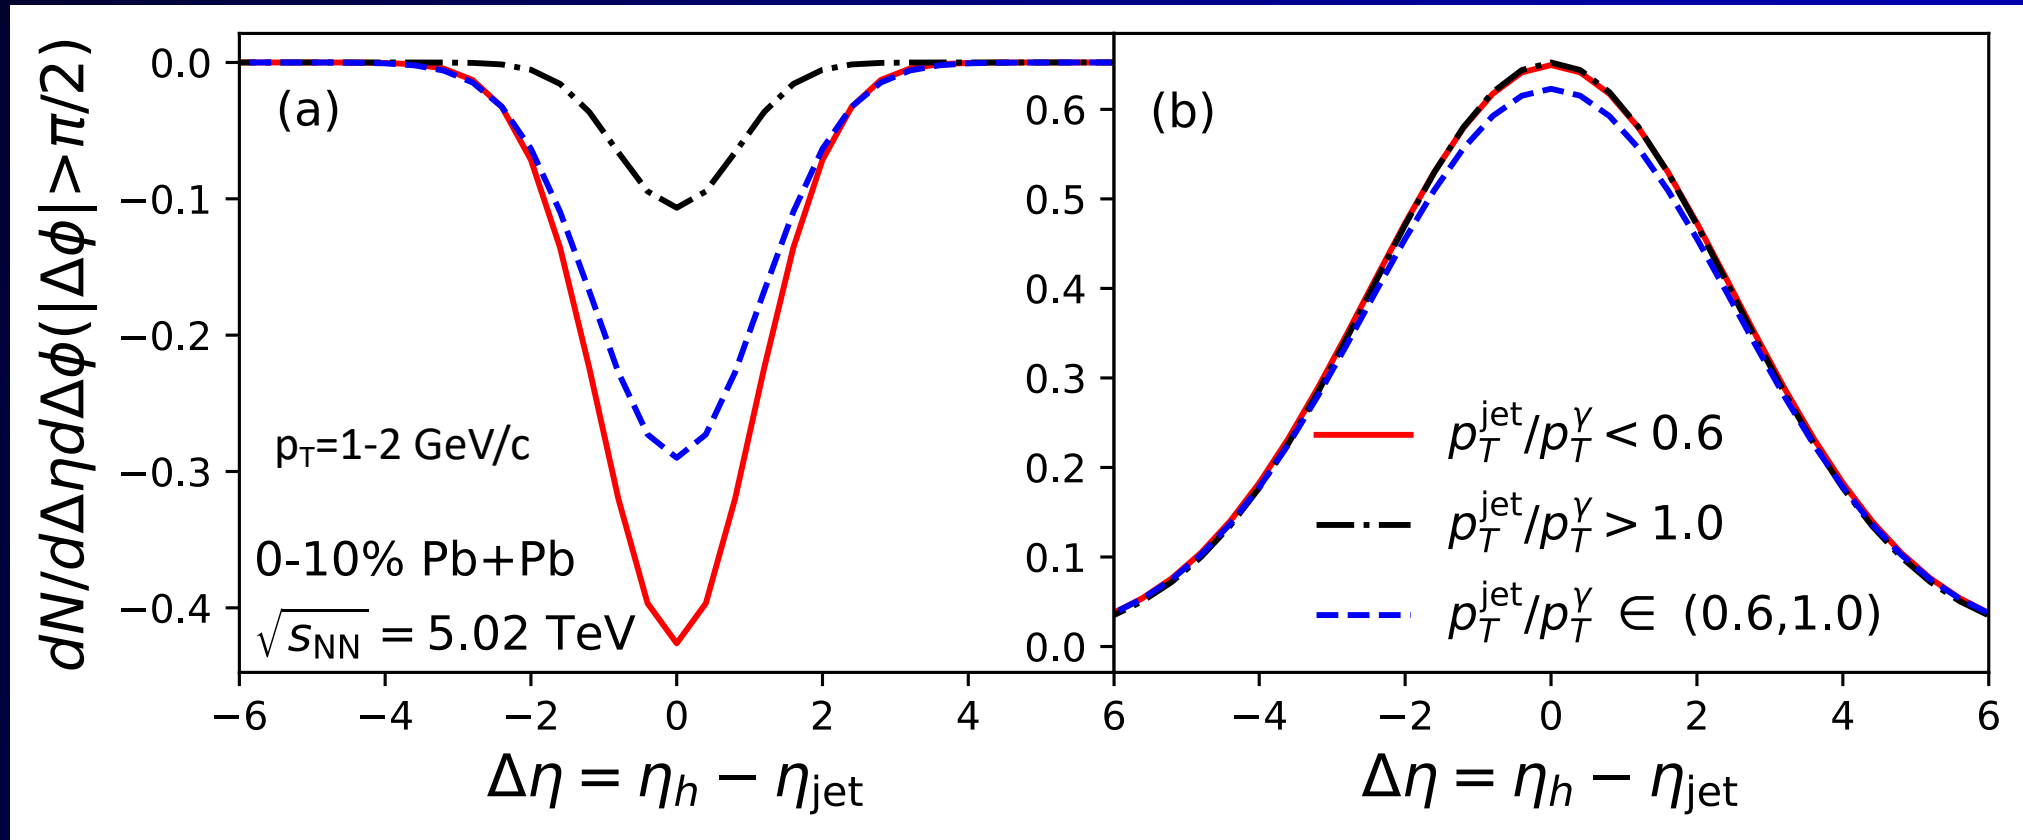 dN/dΔηdΔϕ(|Δϕ|>π/2)
0.0
−0.1
−0.2
−0.3
−0.4
(a)
p_T=1-2 GeV/c
0-10% Pb+Pb
√s_NN = 5.02 TeV
−6 −4 −2 0 2 4 6
Δη = η_h − η_jet
0.6
0.5
0.4
0.3
0.2
0.1
0.0
(b)
p_T^jet/p_T^γ < 0.6
p_T^jet/p_T^γ > 1.0
p_T^jet/p_T^γ ∈ (0.6,1.0)
−4 −2 0 2 4 6
Δη = η_h − η_jet